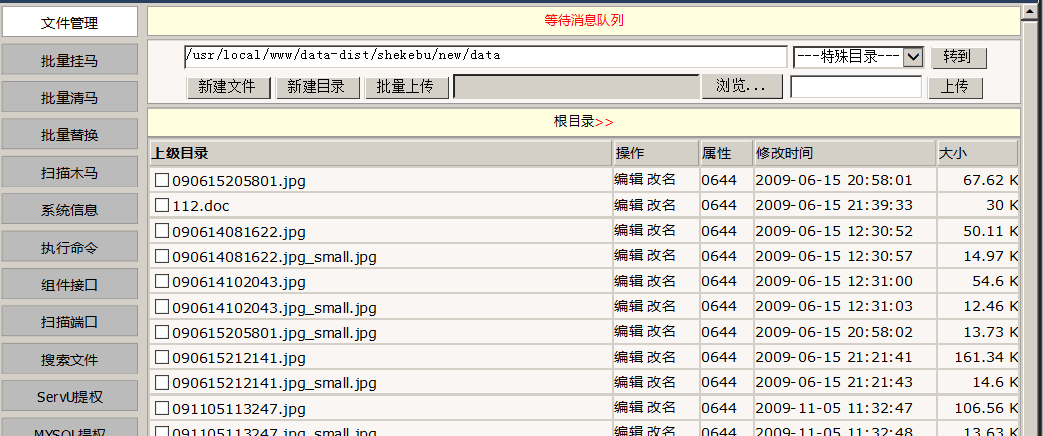 文件管理
批量挂马
批量清马
批量替换
扫描木马
系统信息
执行命令
组件接口
扫描端口
搜索文件
ServU提权
MYSQL提权
等待消息队列
/usr/local/www/data-dist/shekebu/new/data ---特殊目录--- 转到
新建文件 新建目录 批量上传 浏览... 上传
根目录>>
上级目录 操作 属性 修改时间 大小
090615205801.jpg 编辑 改名 0644 2009-06-15 20:58:01 67.62 K
112.doc 编辑 改名 0644 2009-06-15 21:39:33 30 K
090614081622.jpg 编辑 改名 0644 2009-06-15 12:30:52 50.11 K
090614081622.jpg_small.jpg 编辑 改名 0644 2009-06-15 12:30:57 14.97 K
090614102043.jpg 编辑 改名 0644 2009-06-15 12:31:00 54.6 K
090614102043.jpg_small.jpg 编辑 改名 0644 2009-06-15 12:31:03 12.46 K
090615205801.jpg_small.jpg 编辑 改名 0644 2009-06-15 20:58:02 13.73 K
090615212141.jpg 编辑 改名 0644 2009-06-15 21:21:41 161.34 K
090615212141.jpg_small.jpg 编辑 改名 0644 2009-06-15 21:21:43 14.6 K
091105113247.jpg 编辑 改名 0644 2009-11-05 11:32:47 106.56 K
091105113247.jpg_small.jpg 编辑 改名 0644 2009-11-05 11:32:48 13.63 K